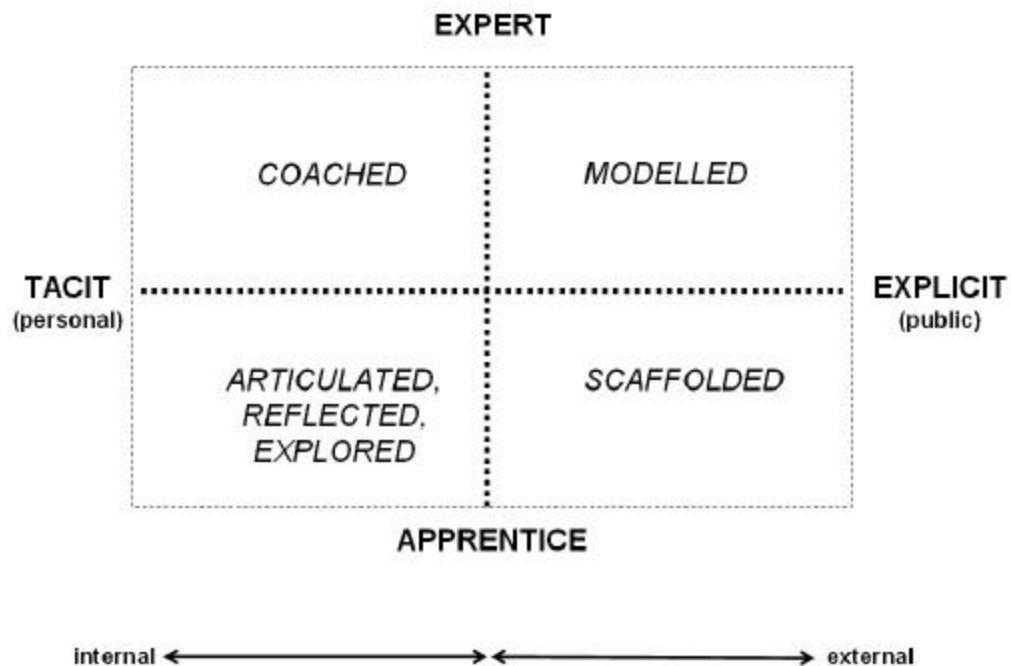 EXPERT
COACHED
MODELLED
TACIT
(personal)
EXPLICIT
(public)
ARTICULATED,
REFLECTED,
EXPLORED
SCAFFOLDED
APPRENTICE
internal
external